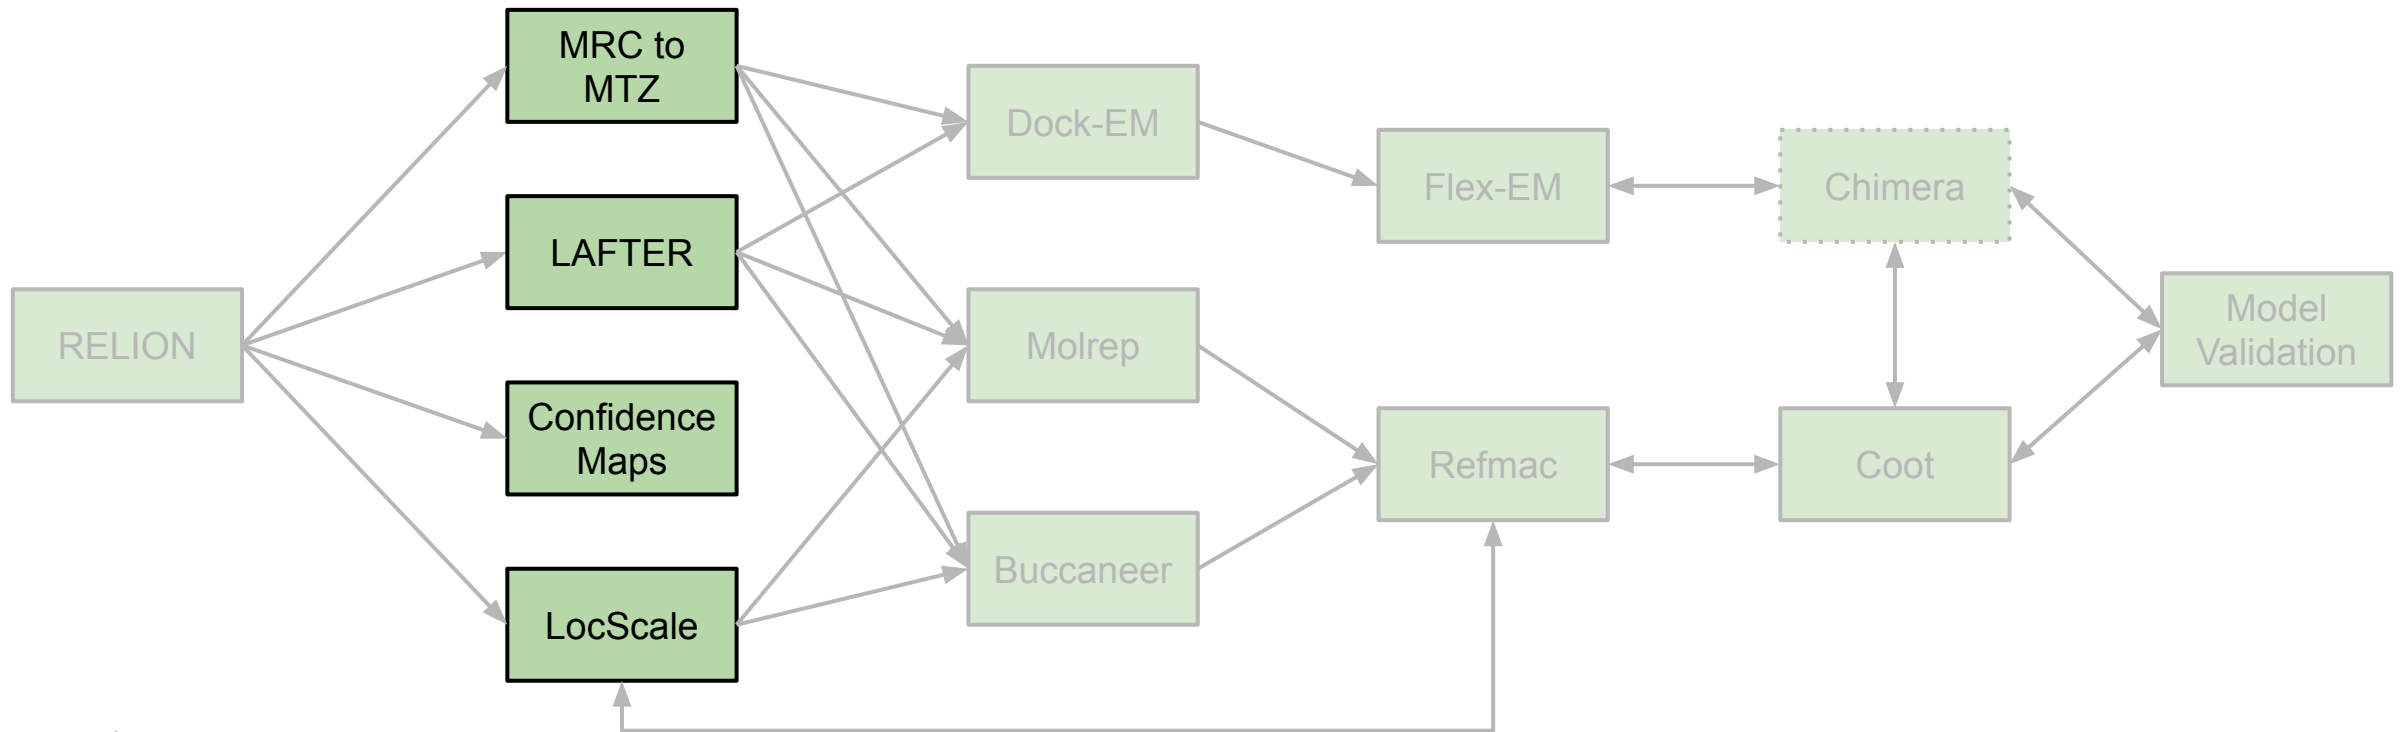 RELION
MRC to
MTZ
LAFTER
Confidence
Maps
LocScale
Dock-EM
Molrep
Buccaneer
Flex-EM
Refmac
Chimera
Coot
Model
Validation